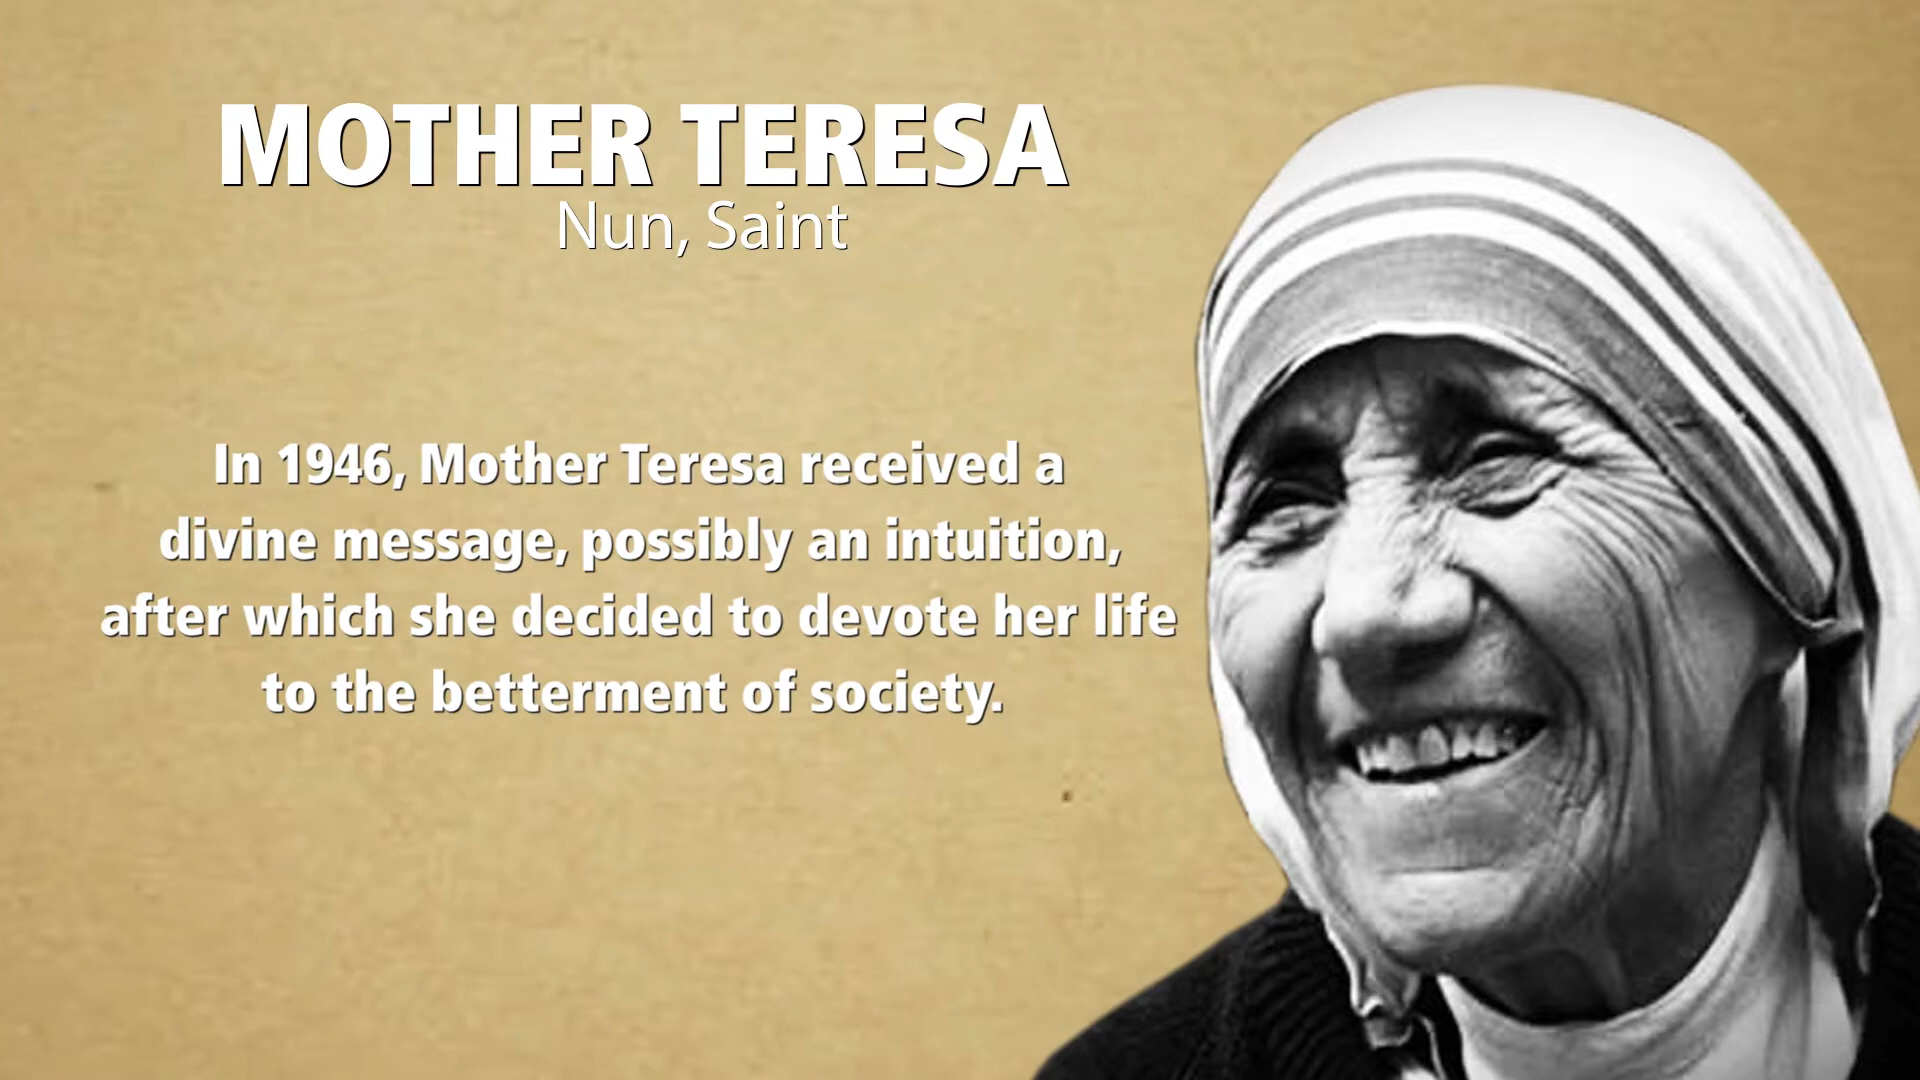 MOTHER TERESA
Nun, Saint
In 1946, Mother Teresa received a
divine message, possibly an intuition,
after which she decided to devote her life
to the betterment of society.